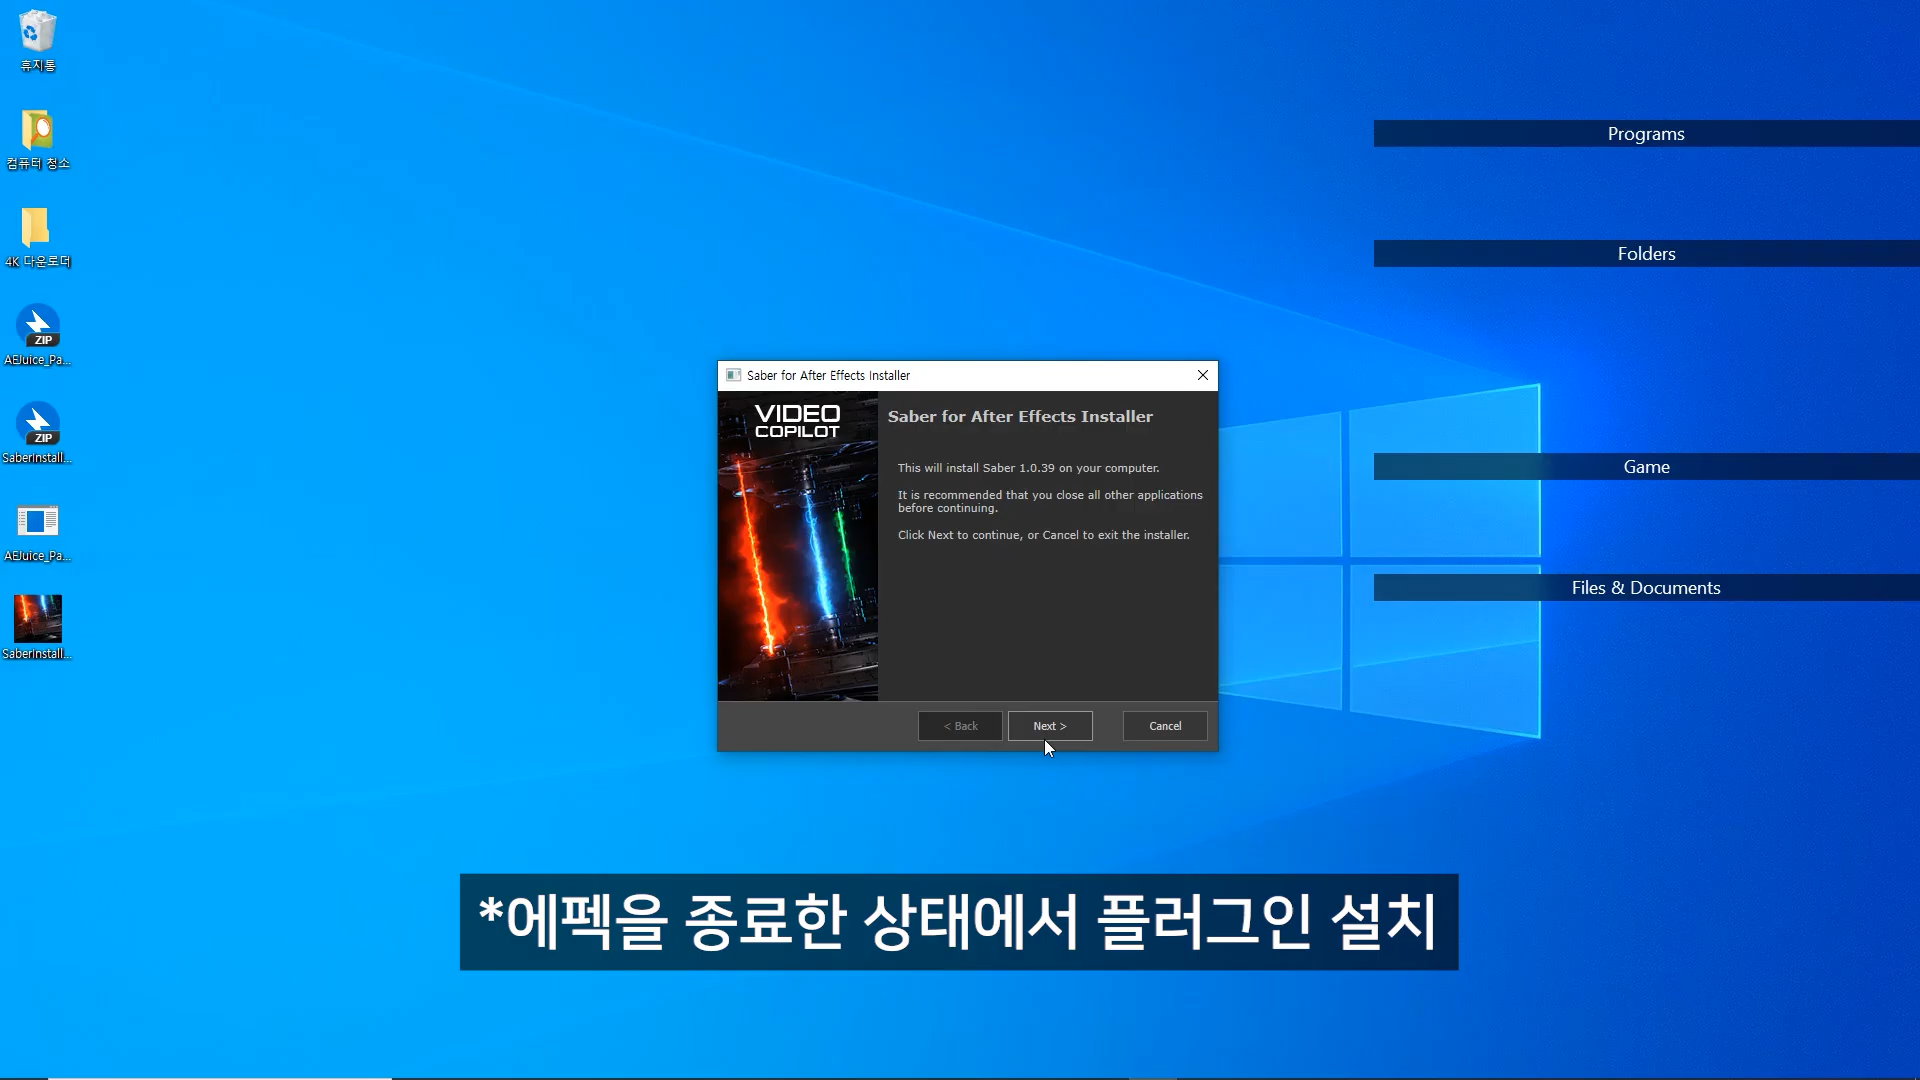 휴지통
컴퓨터 청소
4K 다운로더
ZIP
AEJuice_Pa...
ZIP
Saberinstall...
AEJuice_Pa...
Saberinstall...
Programs
Folders
Game
Files & Documents
Saber for After Effects Installer
VIDEO
COPILOT
Saber for After Effects Installer
This will install Saber 1.0.39 on your computer.
It is recommended that you close all other applications
before continuing.
Click Next to continue, or Cancel to exit the installer.
< Back
Next >
Cancel
*에펙을 종료한 상태에서 플러그인 설치